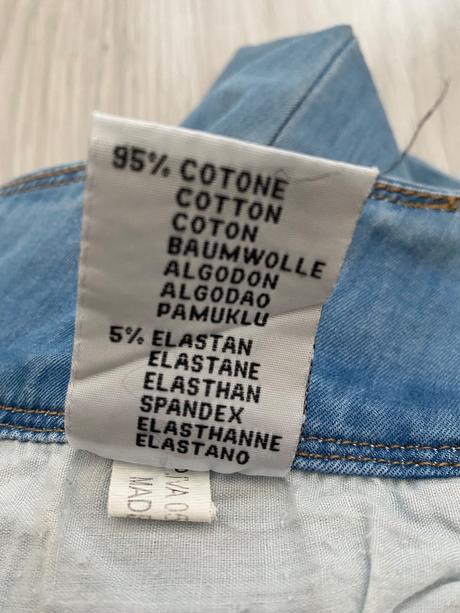 95% COTONE
COTTON
COTON
BAUMWOLLE
ALGODON
ALGODAO
PAMUKLU
5% ELASTAN
ELASTANE
ELASTHAN
SPANDEX
ELASTHANNE
ELASTANO